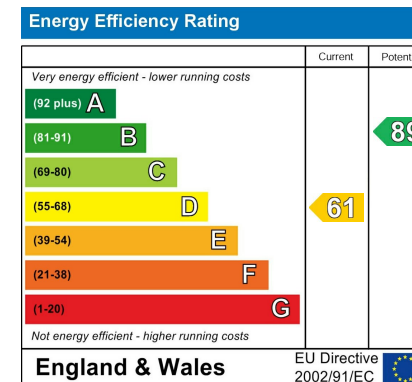 Energy Efficiency Rating
Current Potent
Very energy efficient - lower running costs
(92 plus) A
(81-91) B
89
(69-80) C
(55-68) D
61
(39-54) E
(21-38) F
(1-20) G
Not energy efficient - higher running costs
England & Wales
EU Directive
2002/91/EC